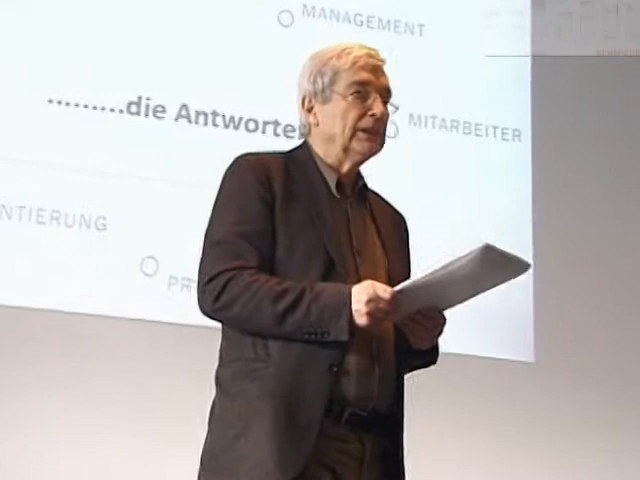 MANAGEMENT
.........die Antworten
MITARBEITER
NTIERUNG
PR